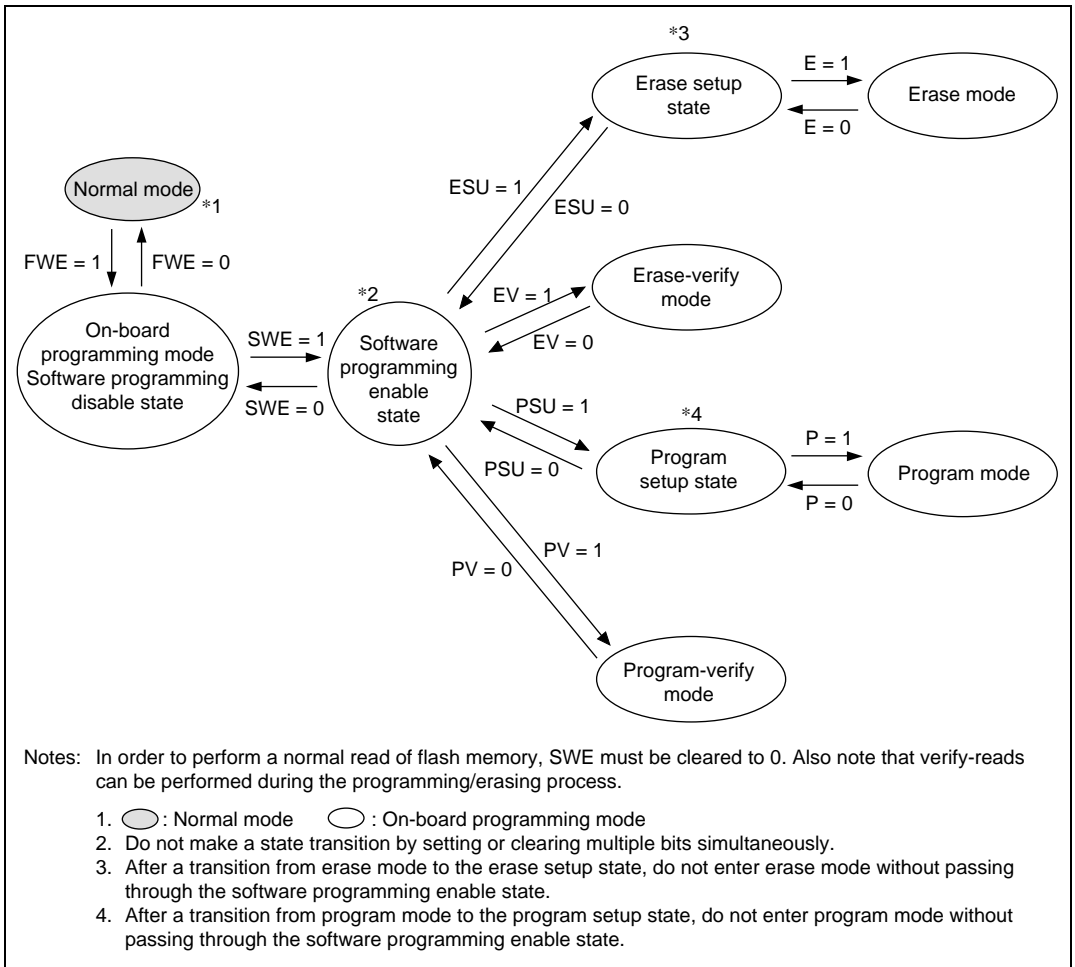 *3
Erase setup
state
E = 1
E = 0
Erase mode
Normal mode
*1
ESU = 1
ESU = 0
FWE = 1
FWE = 0
Erase-verify
mode
*2
EV = 1
EV = 0
On-board
programming mode
Software programming
disable state
SWE = 1
SWE = 0
Software
programming
enable
state
PSU = 1
PSU = 0
*4
Program
setup state
P = 1
P = 0
Program mode
PV = 1
PV = 0
Program-verify
mode
Notes: In order to perform a normal read of flash memory, SWE must be cleared to 0. Also note that verify-reads
can be performed during the programming/erasing process.
1. : Normal mode : On-board programming mode
2. Do not make a state transition by setting or clearing multiple bits simultaneously.
3. After a transition from erase mode to the erase setup state, do not enter erase mode without passing
through the software programming enable state.
4. After a transition from program mode to the program setup state, do not enter program mode without
passing through the software programming enable state.